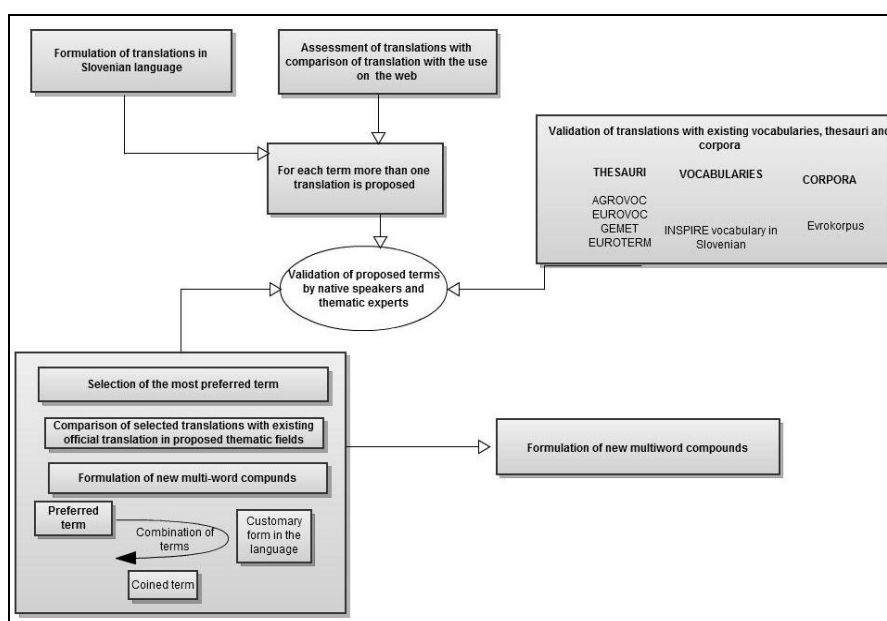 Formulation of translations in
Slovenian language
Assessment of translations with
comparison of translation with the use
on the web
For each term more than one
translation is proposed
Validation of translations with existing vocabularies, thesauri and
corpora
THESAURI
AGROVOC
EUROVOC
GEMET
EUROTERM
VOCABULARIES
INSPIRE vocabulary in
Slovenian
CORPORA
Evrokorpus
Validation of proposed terms
by native speakers and
thematic experts
Selection of the most preferred term
Comparison of selected translations with existing
official translation in proposed thematic fields
Formulation of new multi-word compunds
Preferred
term
Combination of
terms
Customary
form in the
language
Coined term
Formulation of new multiword compounds